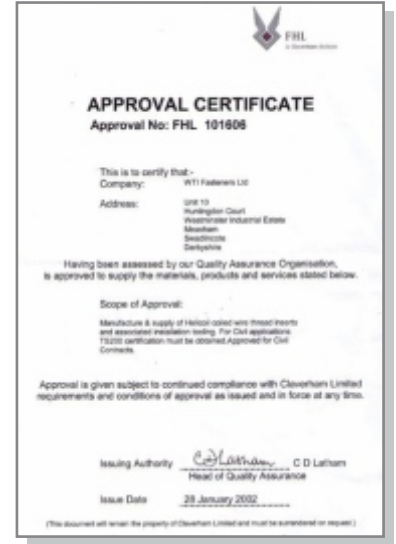 FHL
APPROVAL CERTIFICATE
Approval No: FHL 101606
This is to certify that:-
Company: WTI Fasteners Ltd
Address: Unit 10
Huntingdon Court
Westminster Industrial Estate
Measham
Swadlincote
Derbyshire
Having been assessed by our Quality Assurance Organisation,
is approved to supply the materials, products and services stated below.
Scope of Approval:
Manufacture & supply of Helicoil coiled wire thread inserts
and associated installation tooling. For Civil applications
TS200 certification must be obtained. Approved for Civil
Contracts.
Approval is given subject to continued compliance with Claverham Limited
requirements and conditions of approval as issued and in force at any time.
Issuing Authority C D Latham C D Latham
Head of Quality Assurance
Issue Date 28 January 2002
(This document will remain the property of Claverham Limited and must be surrendered on request.)